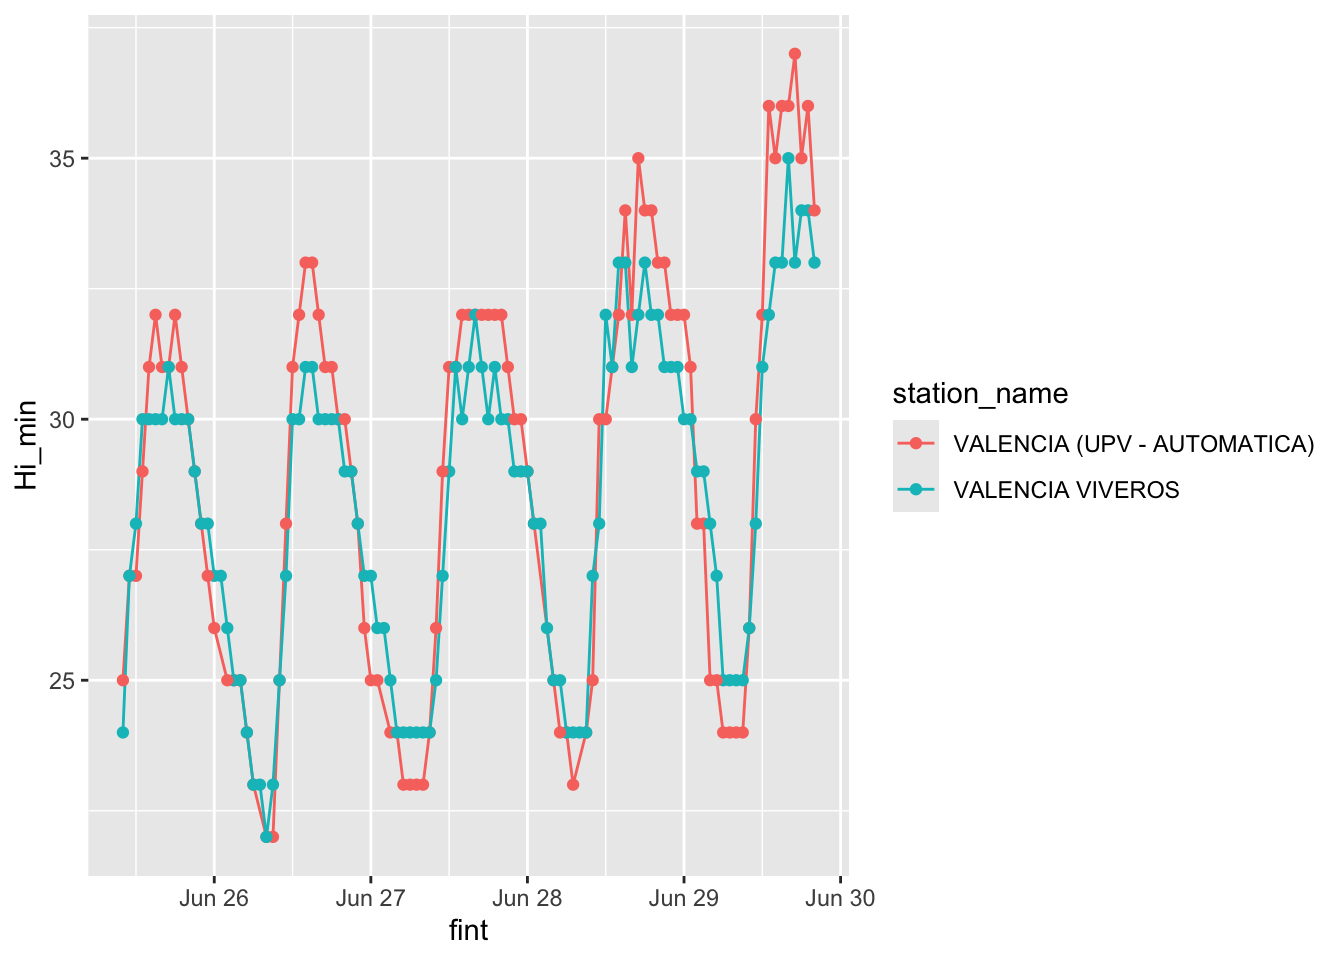 Hi_min
35
30
25
Jun 26
Jun 27
Jun 28
Jun 29
Jun 30
fint
station_name
VALENCIA (UPV - AUTOMATICA)
VALENCIA VIVEROS